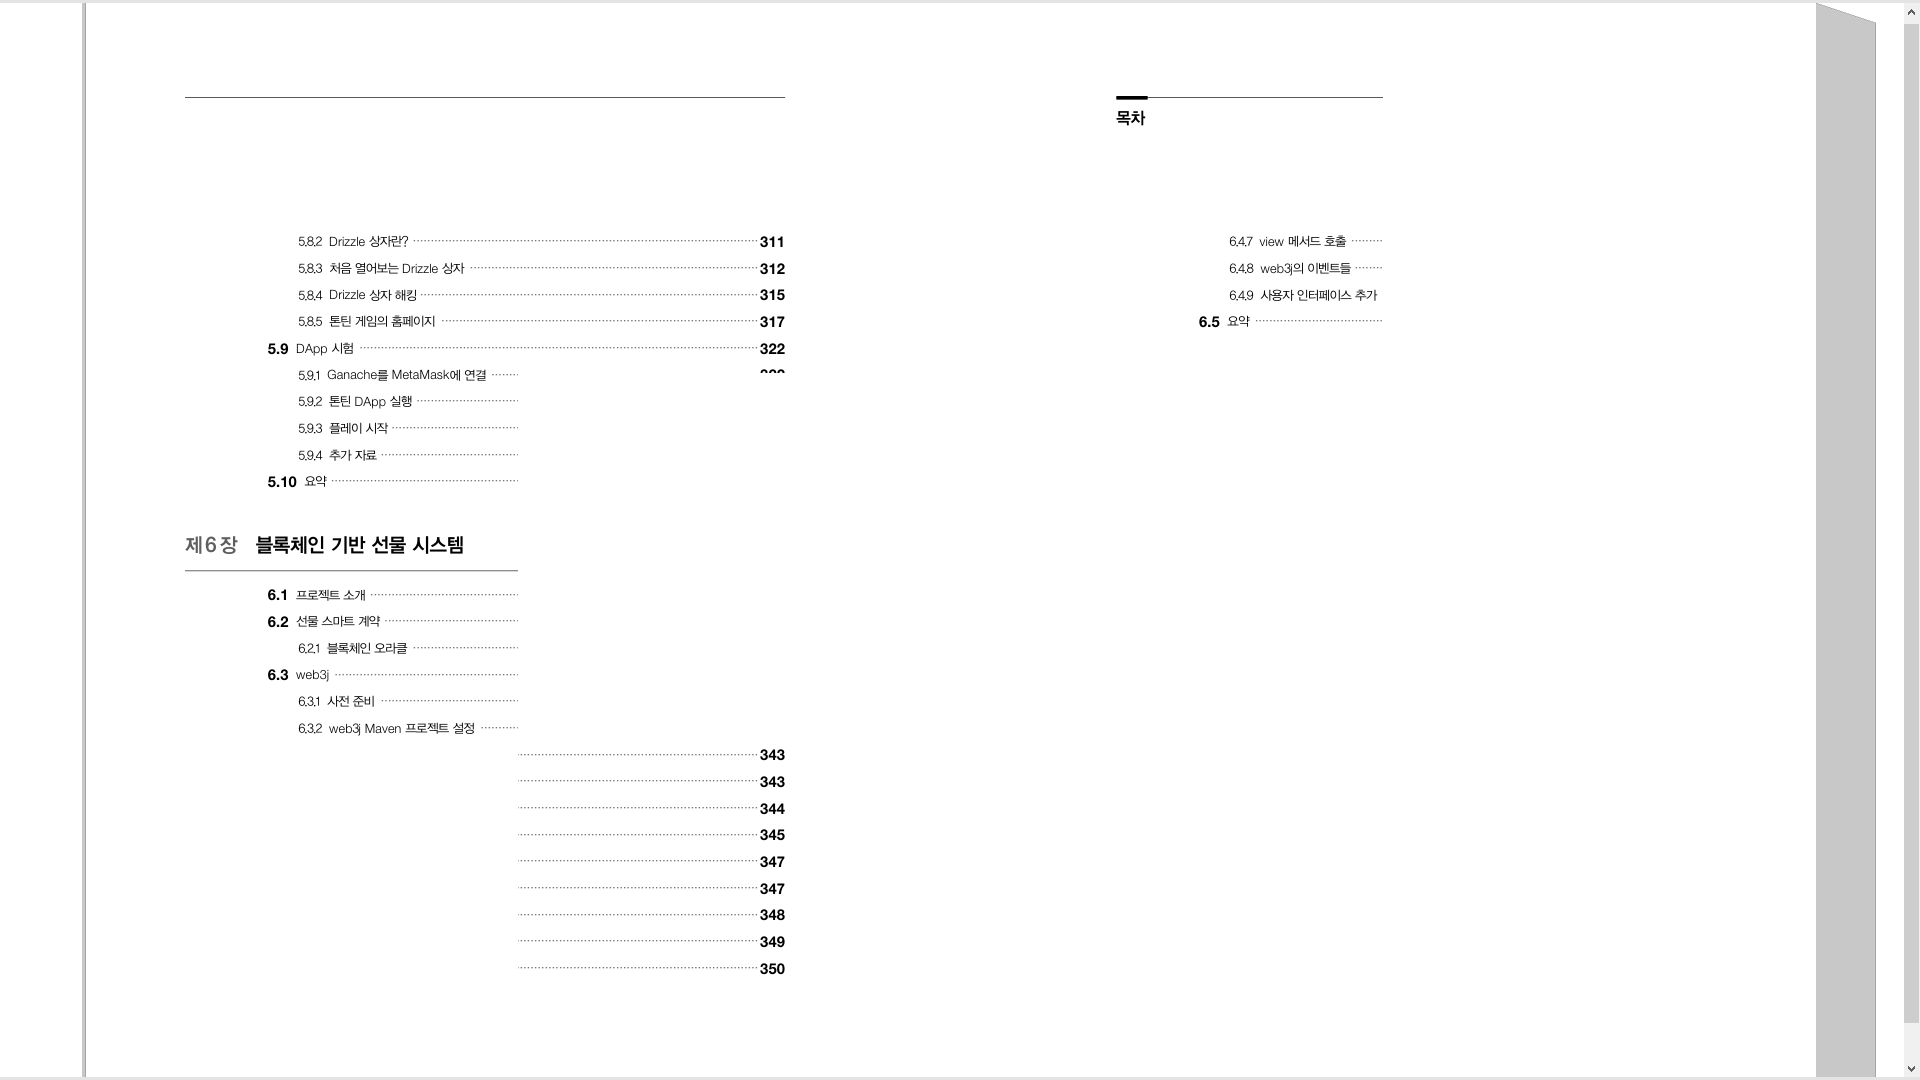 5.8.2 Drizzle 상자란? 311
5.8.3 처음 열어보는 Drizzle 상자 312
5.8.4 Drizzle 상자 해킹 315
5.8.5 톤틴 게임의 홈페이지 317
5.9 DApp 시험 322
5.9.1 Ganache를 MetaMask에 연결
5.9.2 톤틴 DApp 실행
5.9.3 플레이 시작
5.9.4 추가 자료
5.10 요약
제6장 블록체인 기반 선물 시스템
6.1 프로젝트 소개
6.2 선물 스마트 계약
6.2.1 블록체인 오라클
6.3 web3j
6.3.1 사전 준비
6.3.2 web3j Maven 프로젝트 설정
343
343
344
345
347
347
348
349
350
목차
6.4.7 view 메서드 호출
6.4.8 web3j의 이벤트들
6.4.9 사용자 인터페이스 추가
6.5 요약